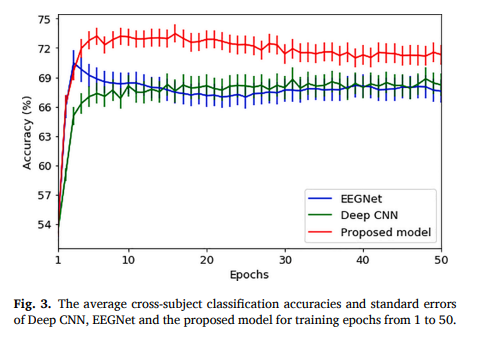 75
72
69
66
63
60
57
54
Accuracy (%)
1
10
20
30
40
50
Epochs
EEGNet
Deep CNN
Proposed model
Fig. 3. The average cross-subject classification accuracies and standard errors
of Deep CNN, EEGNet and the proposed model for training epochs from 1 to 50.